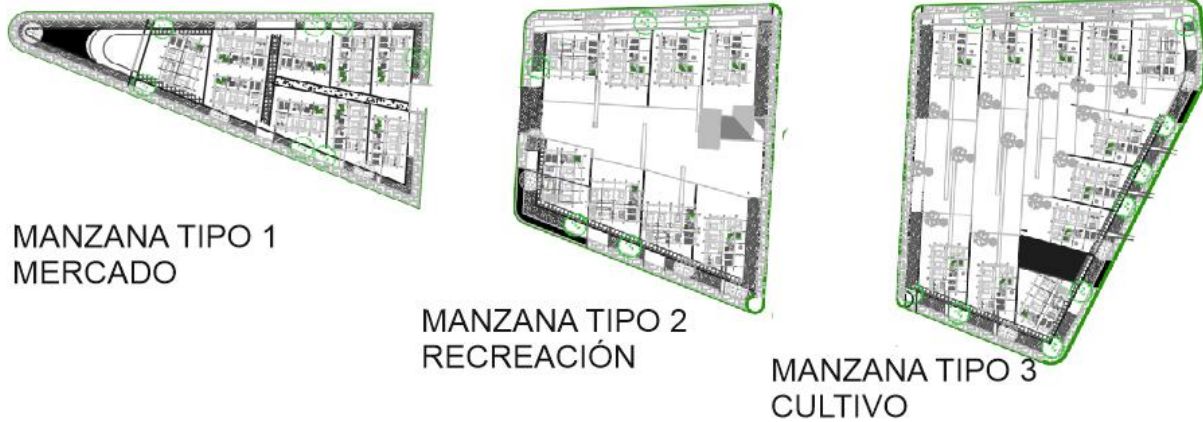 MANZANA TIPO 1
MERCADO
MANZANA TIPO 2
RECREACIÓN
MANZANA TIPO 3
CULTIVO